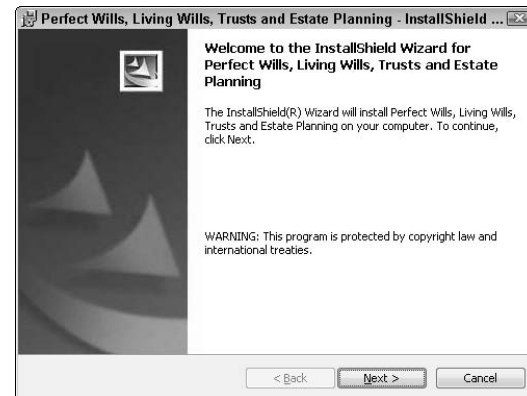 Perfect Wills, Living Wills, Trusts and Estate Planning - InstallShield ...
Welcome to the InstallShield Wizard for
Perfect Wills, Living Wills, Trusts and Estate
Planning
The InstallShield(R) Wizard will install Perfect Wills, Living Wills,
Trusts and Estate Planning on your computer. To continue,
click Next.
WARNING: This program is protected by copyright law and
international treaties.
< Back Next > Cancel